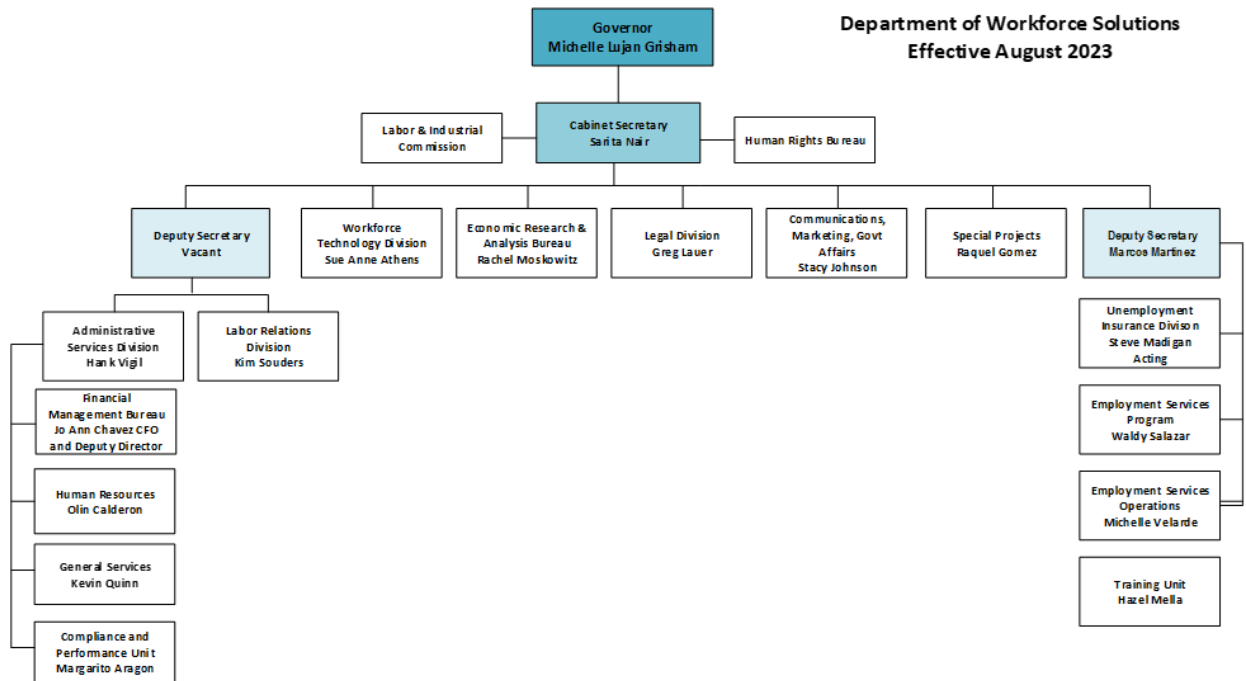 Department of Workforce Solutions
Effective August 2023
Governor
Michelle Lujan Grisham
Cabinet Secretary
Sarita Nair
Labor & Industrial
Commission
Human Rights Bureau
Deputy Secretary
Vacant
Workforce
Technology Division
Sue Anne Athens
Economic Research &
Analysis Bureau
Rachel Moskowitz
Legal Division
Greg Lauer
Communications,
Marketing, Govt
Affairs
Stacy Johnson
Special Projects
Raquel Gomez
Deputy Secretary
Marcos Martinez
Administrative
Services Division
Hank Vigil
Labor Relations
Division
Kim Souders
Financial
Management Bureau
Jo Ann Chavez CFO
and Deputy Director
Human Resources
Olin Calderon
General Services
Kevin Quinn
Compliance and
Performance Unit
Margarito Aragon
Unemployment
Insurance Divison
Steve Madigan
Acting
Employment Services
Program
Waldy Salazar
Employment Services
Operations
Michelle Velarde
Training Unit
Hazel Mella